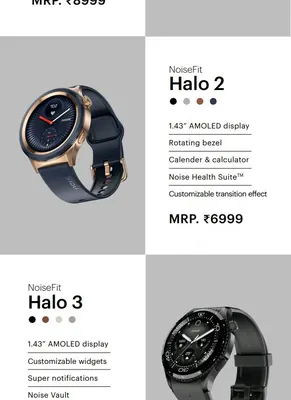 MRP. ₹8999
NoiseFit
Halo 2
1.43” AMOLED display
Rotating bezel
Calender & calculator
Noise Health Suite™
Customizable transition effect
MRP. ₹6999
NoiseFit
Halo 3
1.43” AMOLED display
Customizable widgets
Super notifications
Noise Vault